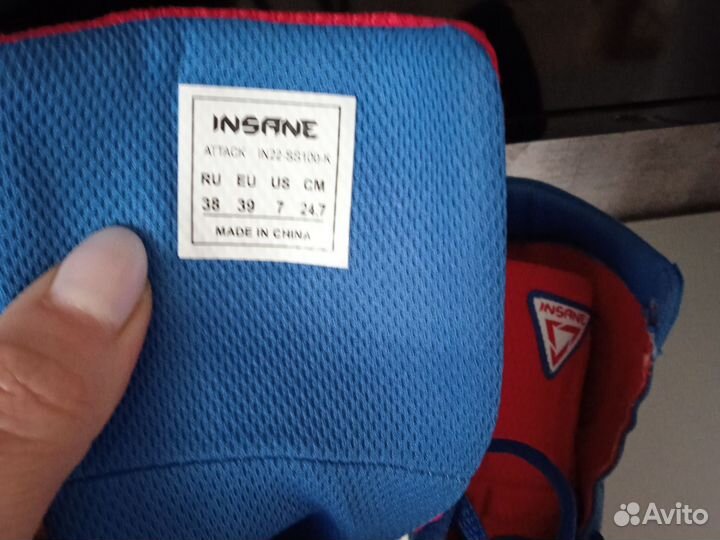 INSANE
ATTACK IN22-SS100-K
RU EU US CM
38 39 7 24.7
MADE IN CHINA
INSANE
Avito